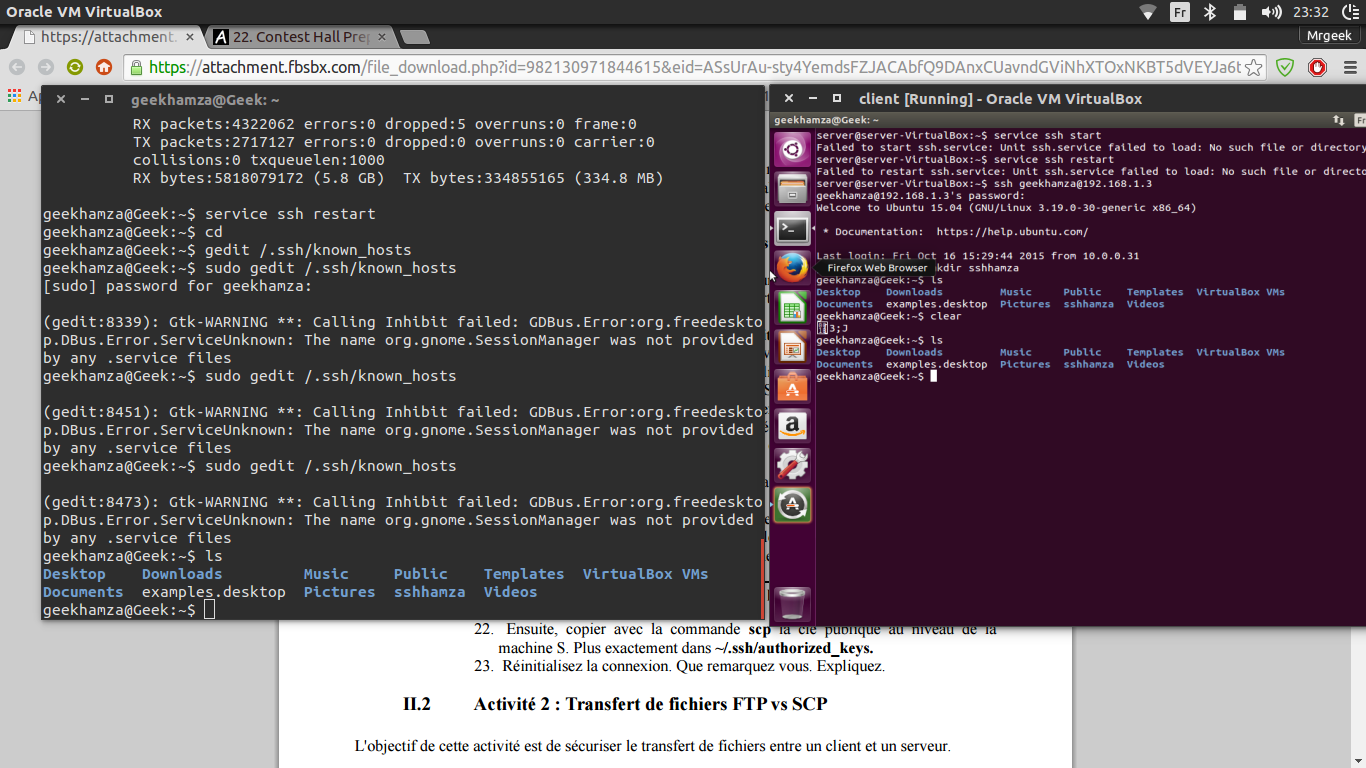 Oracle VM VirtualBox
Fr
23:32
https://attachment.
22. Contest Hall Prep
Mrgeek
https://attachment.fbsbx.com/file_download.php?id=982130971844615&eid=ASsUrAu-sty4YemdsFZJACAbfQ9DAnxCUavndGViNhXTOxNKBT5dVEYJa6t
geekhamza@Geek: ~
RX packets:4322062 errors:0 dropped:5 overruns:0 frame:0
TX packets:2717127 errors:0 dropped:0 overruns:0 carrier:0
collisions:0 txqueuelen:1000
RX bytes:5818079172 (5.8 GB)  TX bytes:334855165 (334.8 MB)
geekhamza@Geek:~$ service ssh restart
geekhamza@Geek:~$ cd
geekhamza@Geek:~$ gedit /.ssh/known_hosts
geekhamza@Geek:~$ sudo gedit /.ssh/known_hosts
[sudo] password for geekhamza:
(gedit:8339): Gtk-WARNING **: Calling Inhibit failed: GDBus.Error:org.freedeskto
p.DBus.Error.ServiceUnknown: The name org.gnome.SessionManager was not provided
by any .service files
geekhamza@Geek:~$ sudo gedit /.ssh/known_hosts
(gedit:8451): Gtk-WARNING **: Calling Inhibit failed: GDBus.Error:org.freedeskto
p.DBus.Error.ServiceUnknown: The name org.gnome.SessionManager was not provided
by any .service files
geekhamza@Geek:~$ sudo gedit /.ssh/known_hosts
(gedit:8473): Gtk-WARNING **: Calling Inhibit failed: GDBus.Error:org.freedeskto
p.DBus.Error.ServiceUnknown: The name org.gnome.SessionManager was not provided
by any .service files
geekhamza@Geek:~$ ls
Desktop    Downloads         Music     Public    Templates  VirtualBox VMs
Documents  examples.desktop  Pictures  sshhamza  Videos
geekhamza@Geek:~$
client [Running] - Oracle VM VirtualBox
geekhamza@Geek: ~
Fr
server@server-VirtualBox:~$ service ssh start
Failed to start ssh.service: Unit ssh.service failed to load: No such file or directory
server@server-VirtualBox:~$ service ssh restart
Failed to restart ssh.service: Unit ssh.service failed to load: No such file or directo
server@server-VirtualBox:~$ ssh geekhamza@192.168.1.3
geekhamza@192.168.1.3's password:
Welcome to Ubuntu 15.04 (GNU/Linux 3.19.0-30-generic x86_64)
* Documentation:  https://help.ubuntu.com/
Last login: Fri Oct 16 15:29:44 2015 from 10.0.0.31
Firefox Web Browser
kdir sshhamza
geekhamza@Geek:~$ ls
Desktop    Downloads         Music     Public    Templates  VirtualBox VMs
Documents  examples.desktop  Pictures  sshhamza  Videos
geekhamza@Geek:~$ clear
3;J
geekhamza@Geek:~$ ls
Desktop    Downloads         Music     Public    Templates  VirtualBox VMs
Documents  examples.desktop  Pictures  sshhamza  Videos
geekhamza@Geek:~$
22. Ensuite, copier avec la commande scp la clé publique au niveau de la
machine S. Plus exactement dans ~/.ssh/authorized_keys.
23. Réinitialisez la connexion. Que remarquez vous. Expliquez.
II.2 Activité 2 : Transfert de fichiers FTP vs SCP
L'objectif de cette activité est de sécuriser le transfert de fichiers entre un client et un serveur.